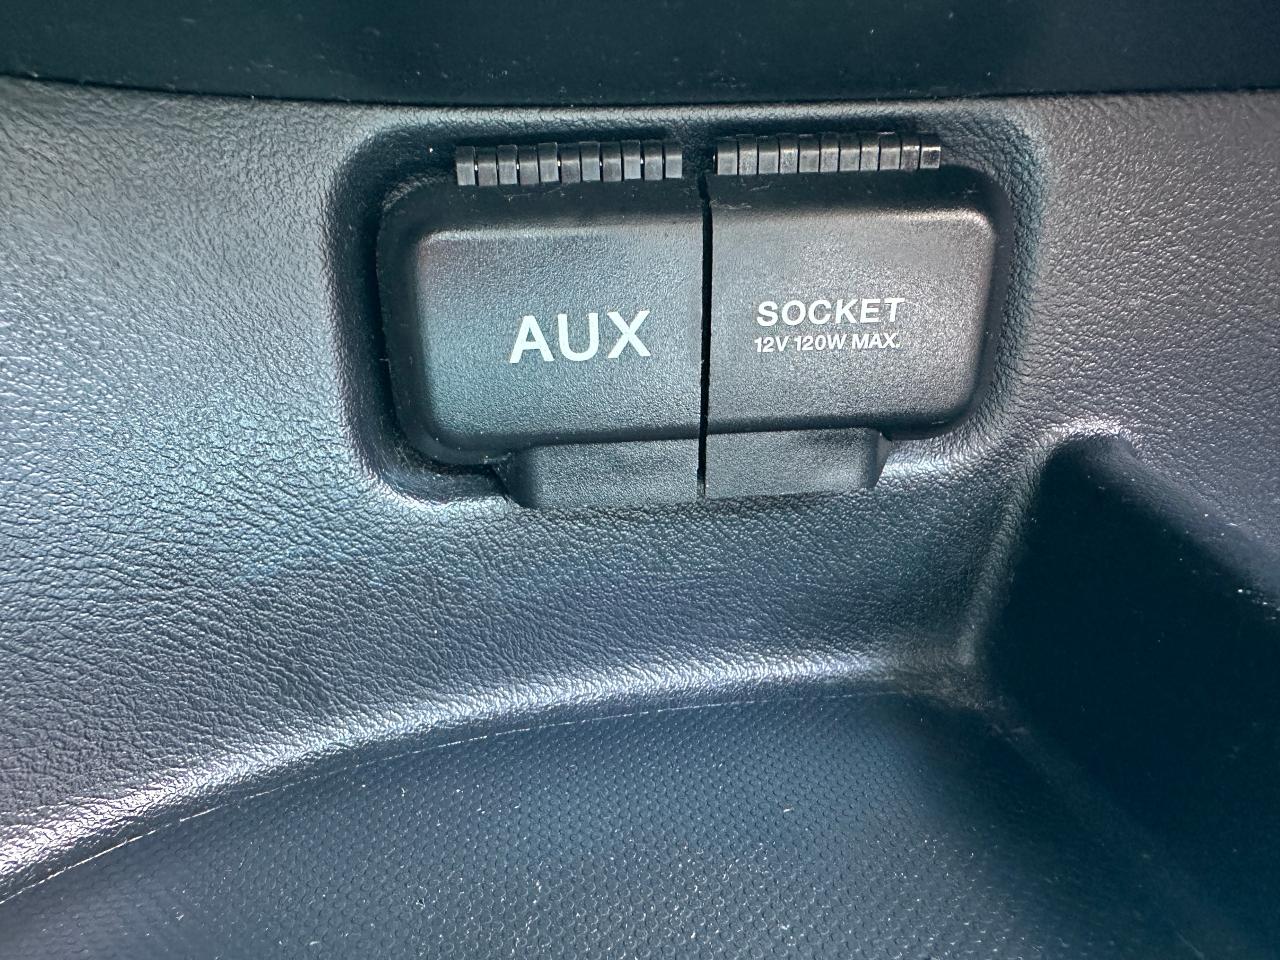 AUX
SOCKET
12V 120W MAX.